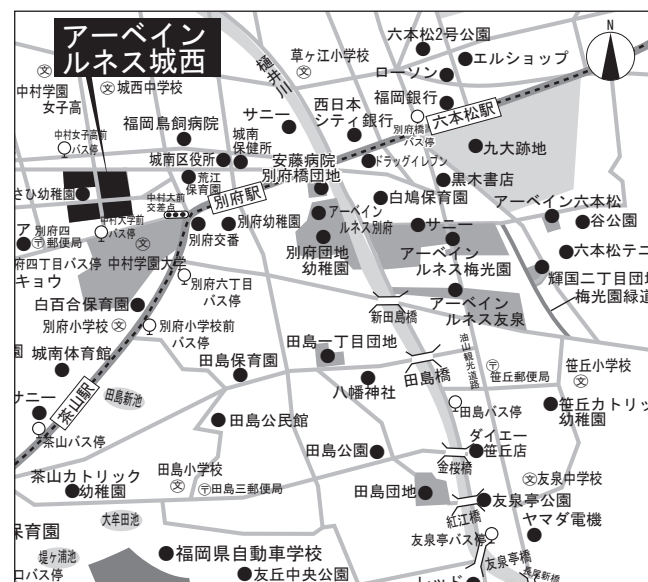 アーベイン
ルネス城西
六本松2号公園
草ヶ江小学校
エルショップ
ローソン
N
樋井川
文城西中学校
中村学園
女子高
サニー
西日本
シティ銀行
福岡銀行
六本松駅
福岡鳥飼病院
別府橋
バス停
中村女子高前
バス停
城南
保健所
城南区役所
安藤病院
ドラッグイレブン
九大跡地
別府橋団地
荒江
保育園
黒木書店
さひ幼稚園
別府駅
白鳩保育園
アーベイン六本松
中村大前
交差点
中村大学前
バス停
別府幼稚園
アーベイン
ルネス別府
サニー
谷公園
別府四
郵便局
別府交番
別府団地
幼稚園
アーベイン
ルネス梅光園
六本松テニ
府四丁目バス停
中村学園大学
キョウ
別府六丁目
バス停
輝国二丁目団地
梅光園緑道
白百合保育園
アーベイン
ルネス友泉
別府小学校
別府小学校前
バス停
新田島橋
田島一丁目団地
園
城南体育館
田島保育園
田島橋
油山観光道路
笹丘郵便局
笹丘小学校
サニー
茶山駅
田島新池
八幡神社
田島バス停
笹丘カトリック
幼稚園
茶山バス停
田島公民館
ダイエー
笹丘店
田島公園
金桜橋
茶山カトリック
幼稚園
田島小学校
田島三郵便局
田島団地
友泉中学校
友泉亭公園
大牟田池
紅江橋
ヤマダ電機
保育園
友泉亭バス停
友泉亭橋
堤ヶ浦池
福岡県自動車学校
長尾新橋
口バス停
友丘中央公園
レッド